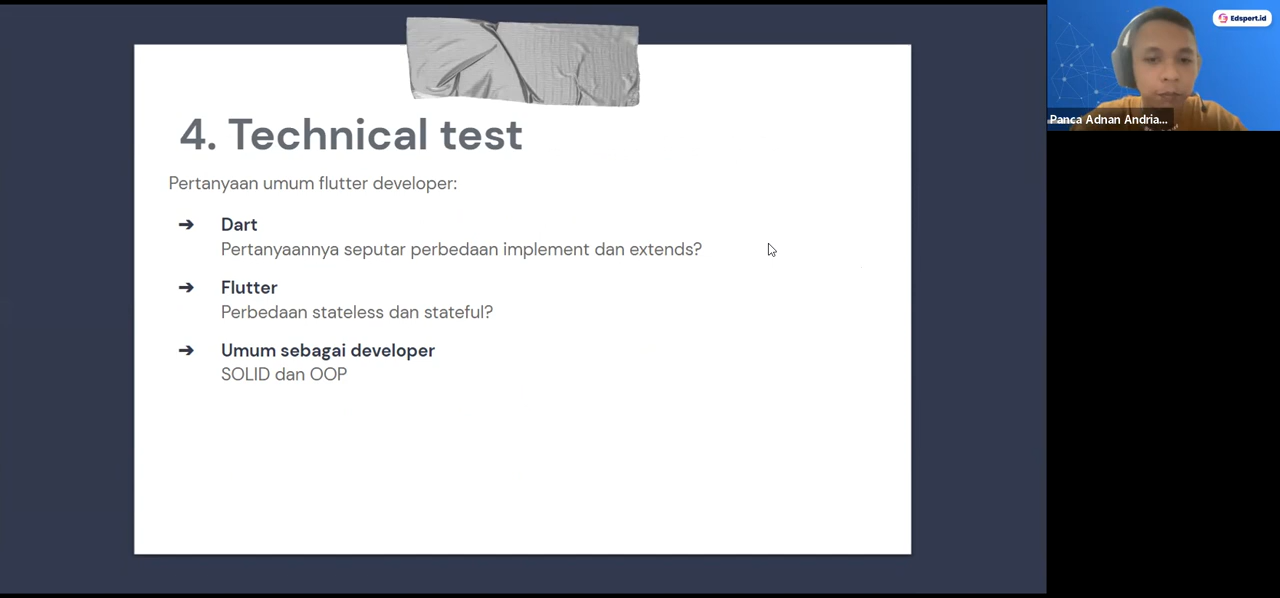 4. Technical test
Pertanyaan umum flutter developer:
➔ Dart
Pertanyaannya seputar perbedaan implement dan extends?
➔ Flutter
Perbedaan stateless dan stateful?
➔ Umum sebagai developer
SOLID dan OOP
Edspert.id
Panca Adnan Andria...